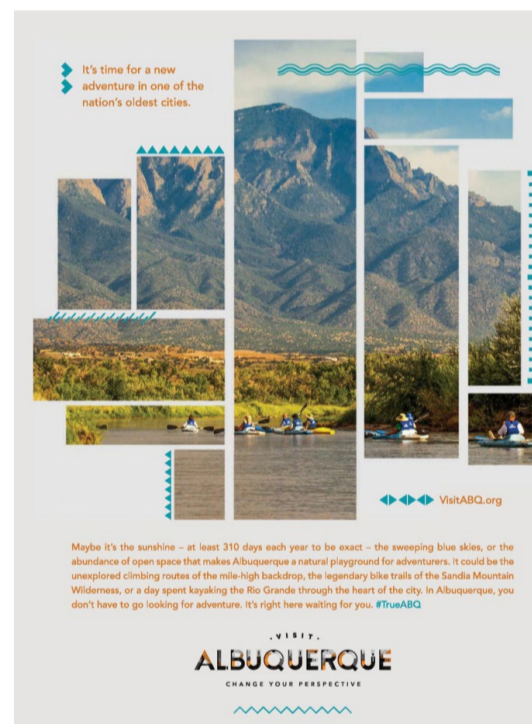 It's time for a new
adventure in one of the
nation's oldest cities.
VisitABQ.org
Maybe it's the sunshine – at least 310 days each year to be exact – the sweeping blue skies, or the
abundance of open space that makes Albuquerque a natural playground for adventurers. It could be the
unexplored climbing routes of the mile-high backdrop, the legendary bike trails of the Sandia Mountain
Wilderness, or a day spent kayaking the Rio Grande through the heart of the city. In Albuquerque, you
don't have to go looking for adventure. It's right here waiting for you. #TrueABQ
·VISIT·
ALBUQUERQUE
CHANGE YOUR PERSPECTIVE